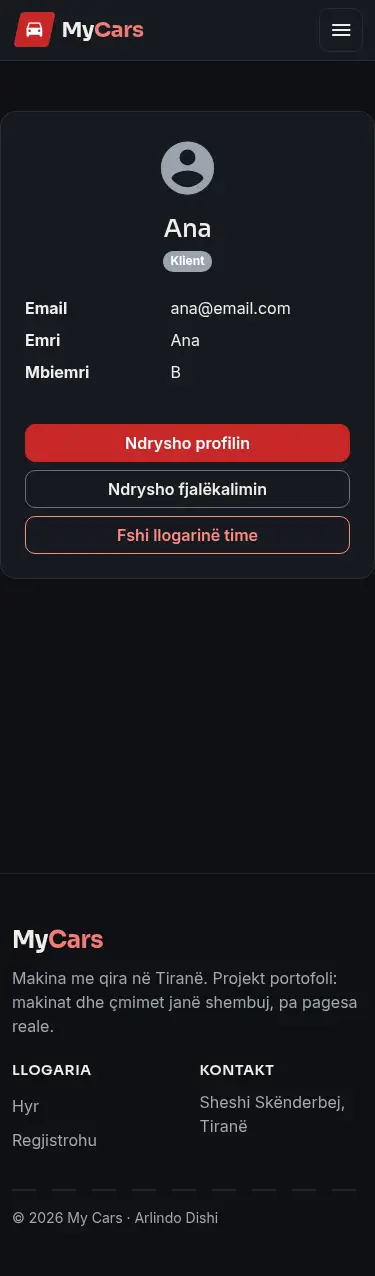 MyCars
Ana
Klient
Email ana@email.com
Emri Ana
Mbiemri B
Ndrysho profilin
Ndrysho fjalëkalimin
Fshi llogarinë time
MyCars
Makina me qira në Tiranë. Projekt portofoli:
makinat dhe çmimet janë shembuj, pa pagesa
reale.
LLOGARIA
Hyr
Regjistrohu
KONTAKT
Sheshi Skënderbej,
Tiranë
© 2026 My Cars · Arlindo Dishi